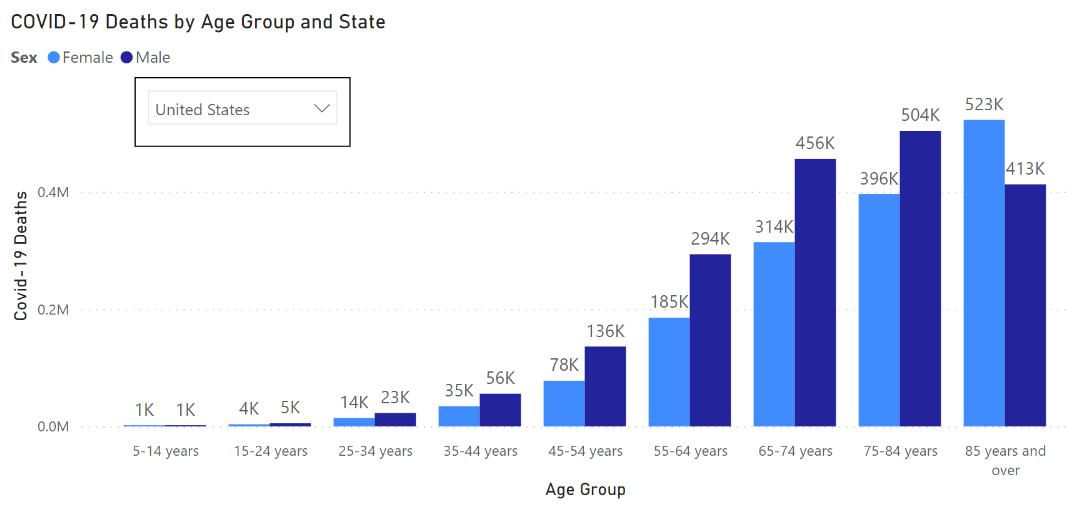 COVID-19 Deaths by Age Group and State
Sex Female Male
United States
523K
504K
456K
413K
396K
0.4M
314K
294K
185K
0.2M
136K
78K
56K
35K
23K
14K
5K
4K
1K 1K
0.0M
Covid-19 Deaths
5-14 years 15-24 years 25-34 years 35-44 years 45-54 years 55-64 years 65-74 years 75-84 years 85 years and
over
Age Group